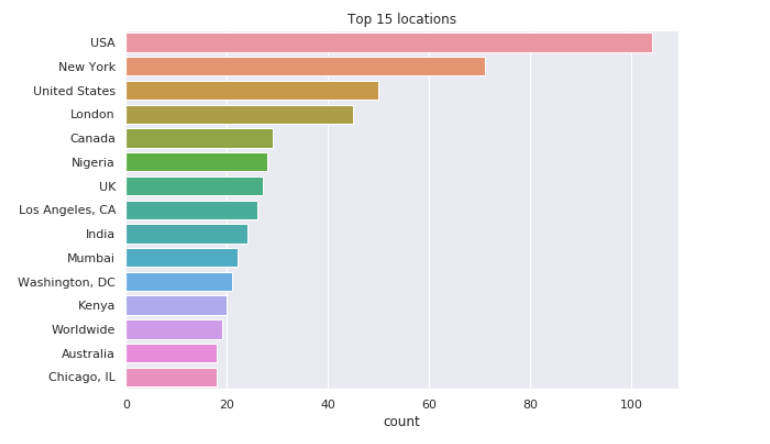 Top 15 locations
USA
New York
United States
London
Canada
Nigeria
UK
Los Angeles, CA
India
Mumbai
Washington, DC
Kenya
Worldwide
Australia
Chicago, IL
0 20 40 60 80 100
count